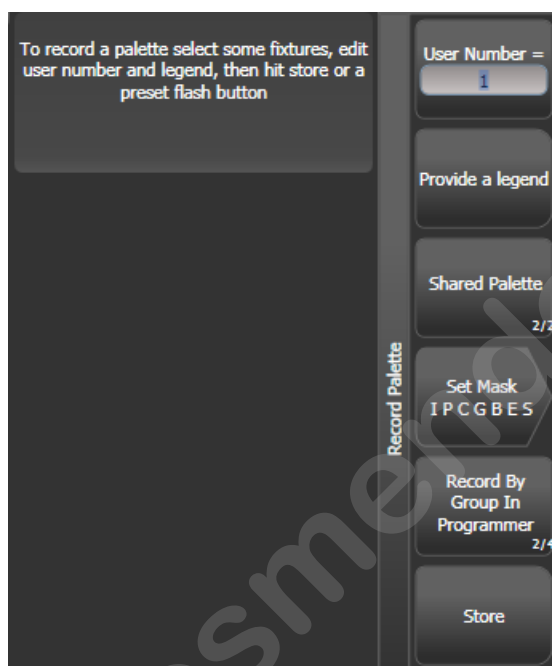 To record a palette select some fixtures, edit
user number and legend, then hit store or a
preset flash button
User Number =
1
Provide a legend
Shared Palette
2/2
Record Palette
Set Mask
I P C G B E S
Record By
Group In
Programmer
2/4
Store